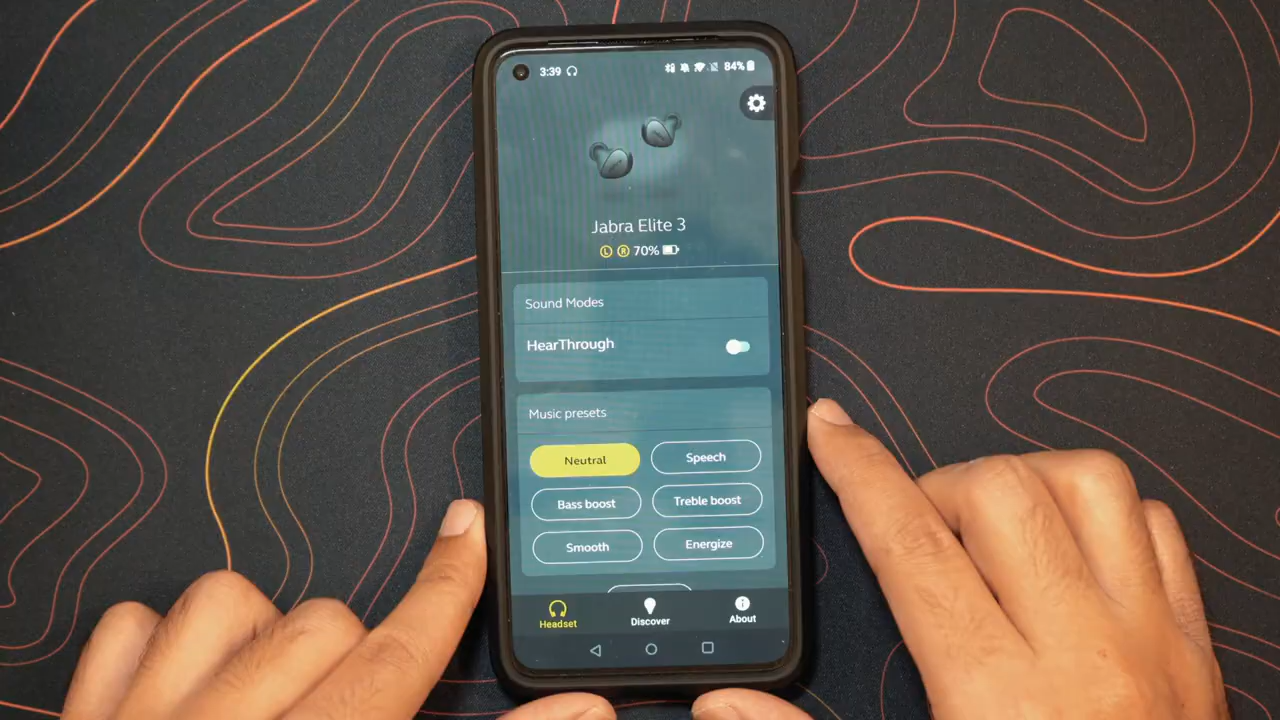 3:39 84%
Jabra Elite 3
L R 70%
Sound Modes
HearThrough
Music presets
Neutral Speech
Bass boost Treble boost
Smooth Energize
Headset Discover About